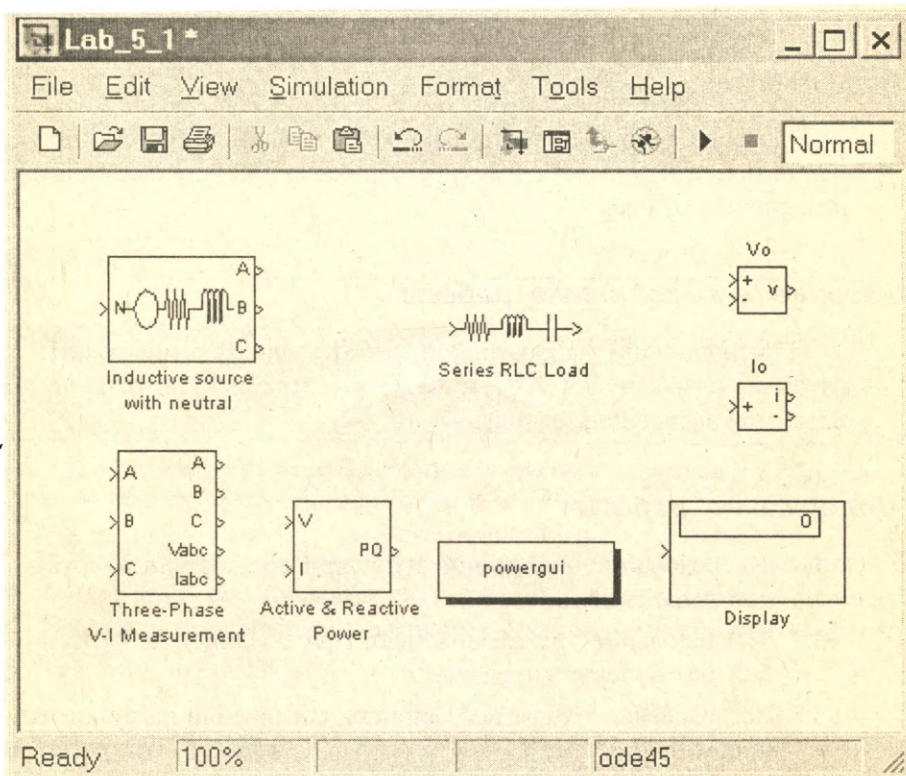 Lab_5_1 *
File Edit View Simulation Format Tools Help
Normal
A
N B
C
Inductive source
with neutral
Series RLC Load
Vo
+ v
-
Io
+ i
-
A A
B B
C C
Vabc
Iabc
Three-Phase
V-I Measurement
V
I PQ
Active & Reactive
Power
powergui
0
Display
Ready 100% ode45